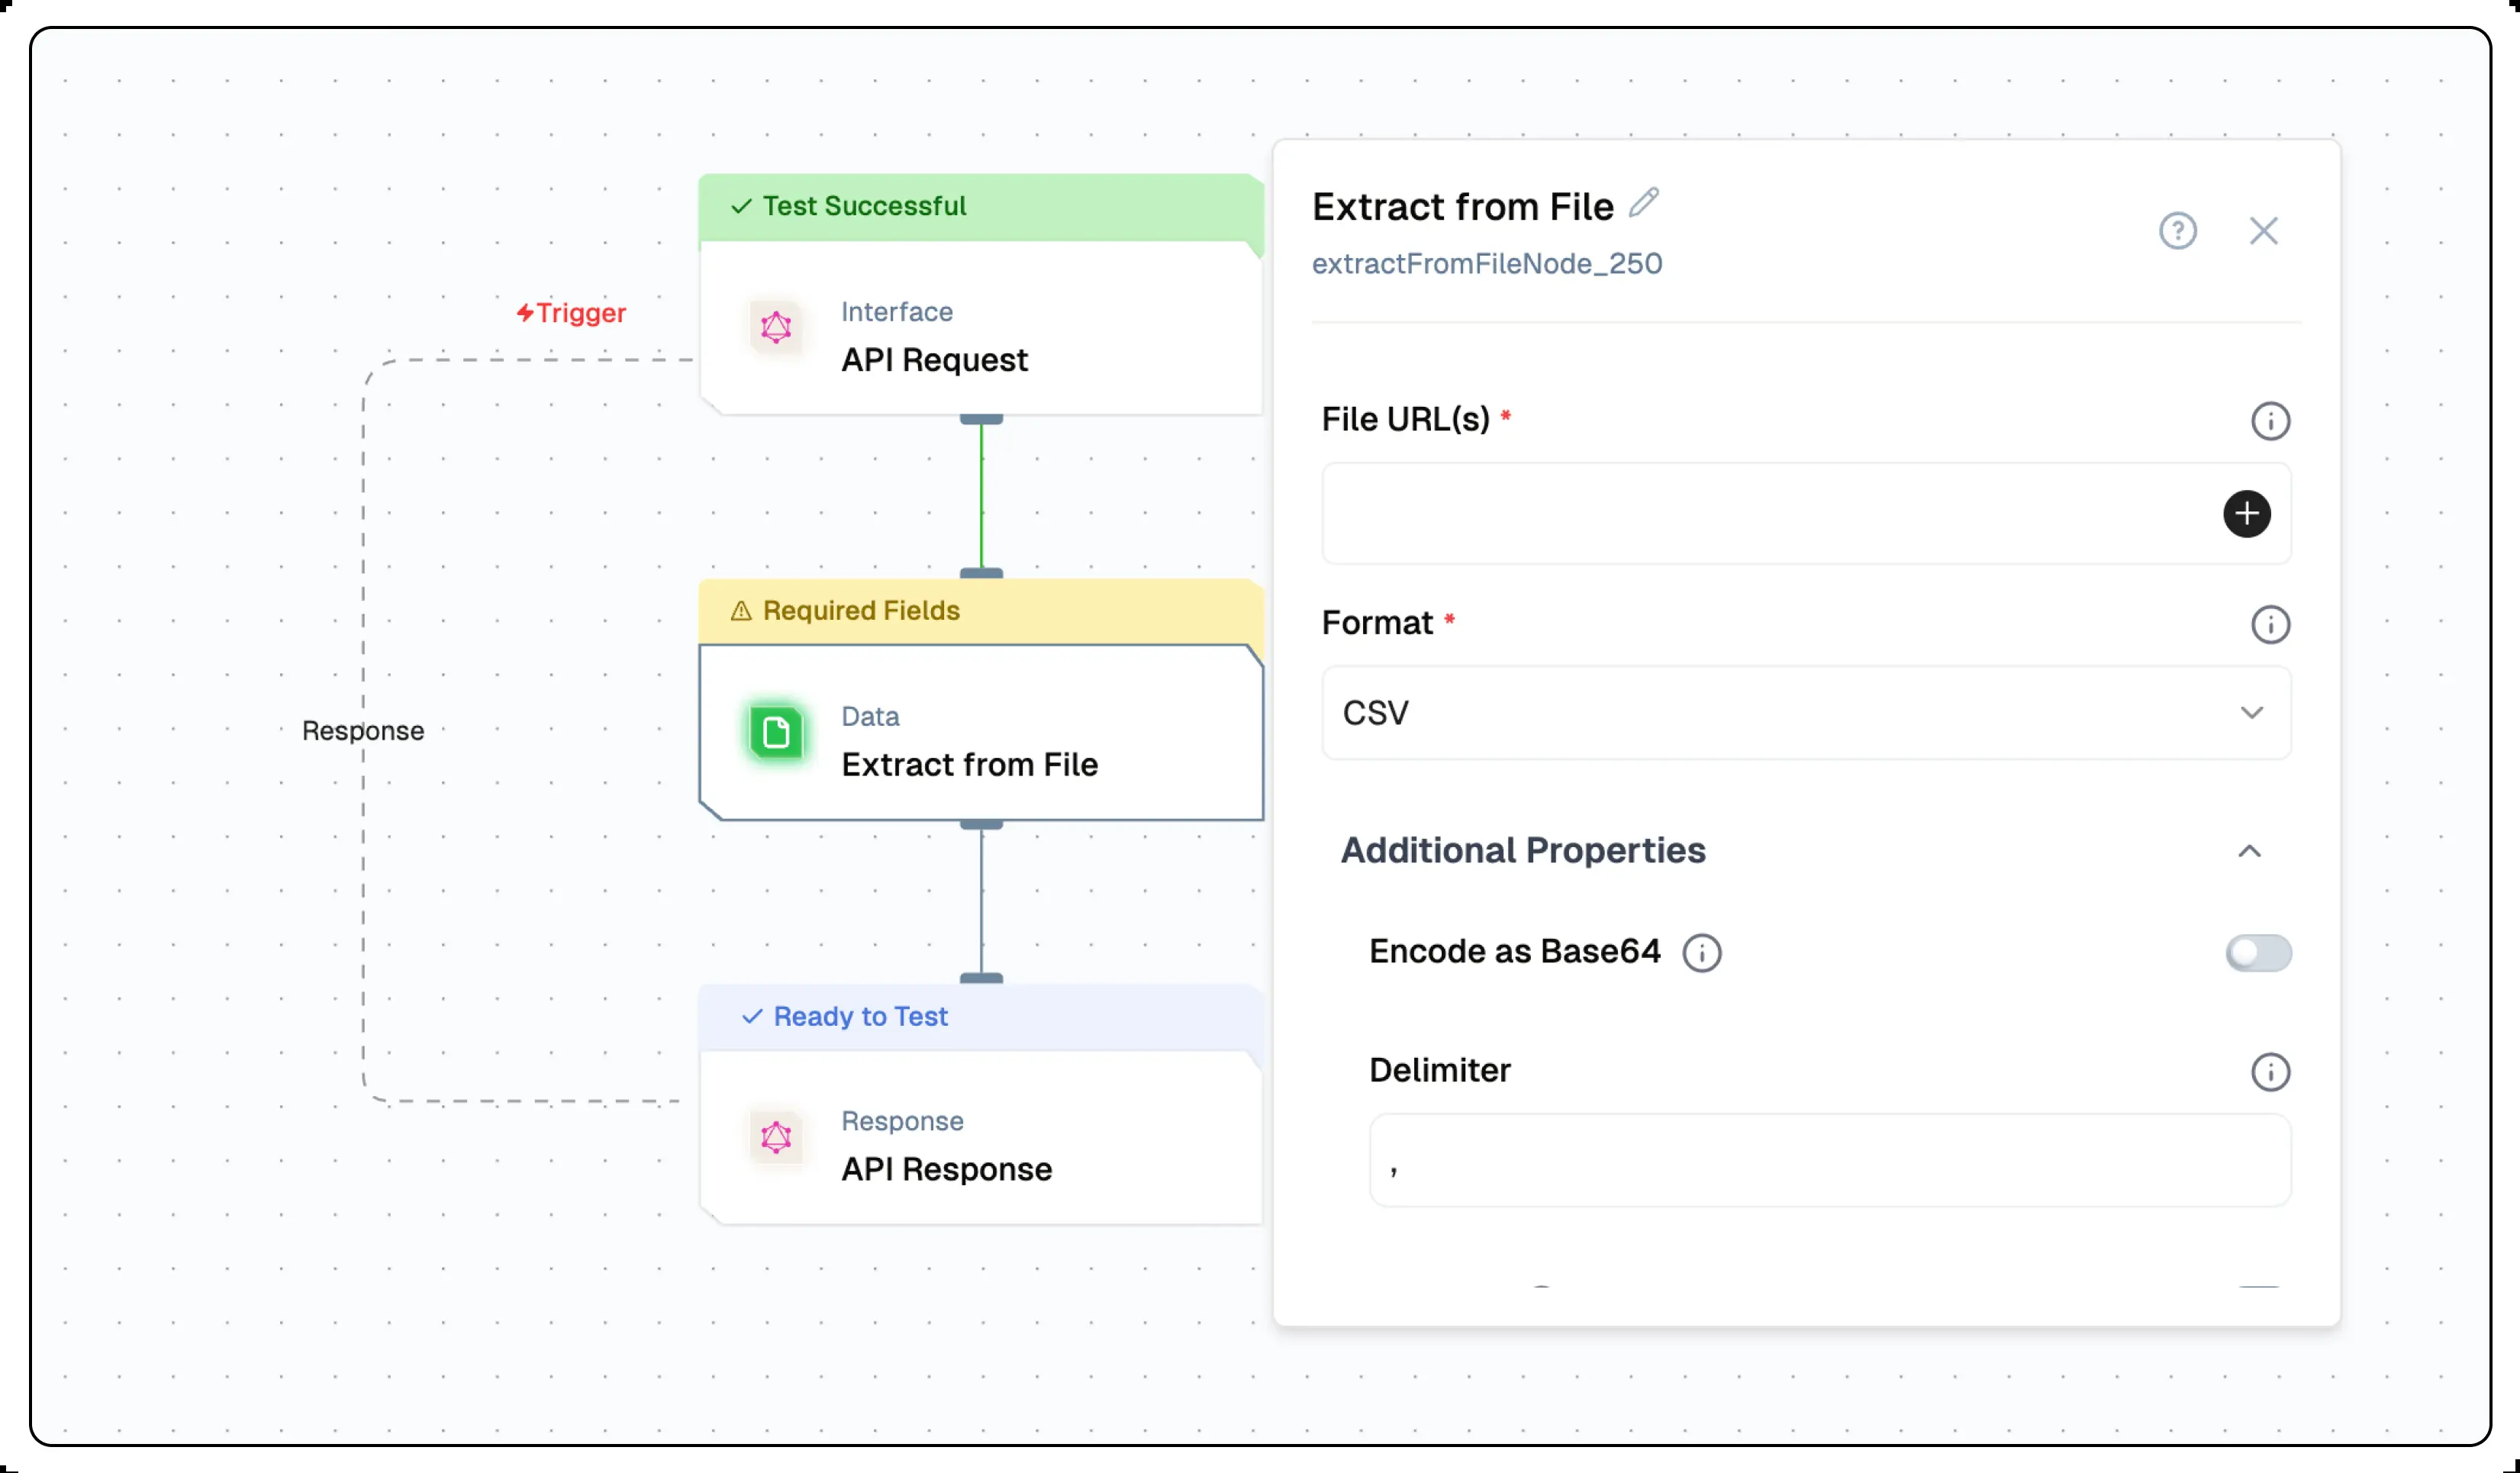 Test Successful
Trigger
Interface
API Request
Required Fields
Data
Extract from File
Response
Ready to Test
Response
API Response
Extract from File
extractFromFileNode_250
File URL(s) *
Format *
CSV
Additional Properties
Encode as Base64
Delimiter
,